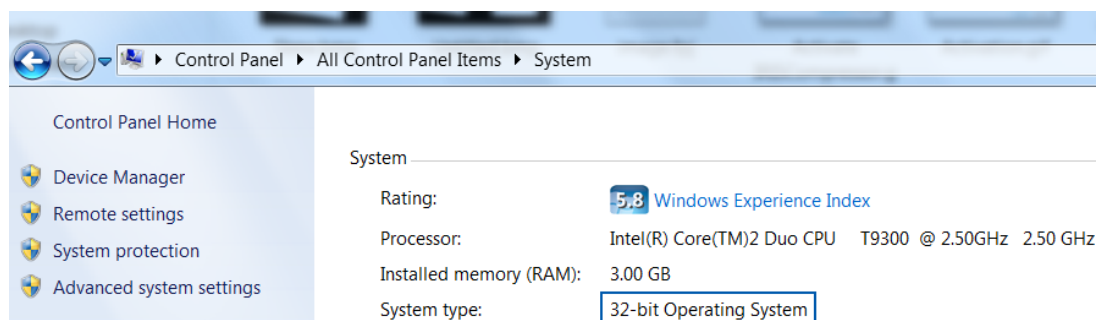 Control Panel ▸ All Control Panel Items ▸ System
Control Panel Home
Device Manager
Remote settings
System protection
Advanced system settings
System
Rating: 5.8 Windows Experience Index
Processor: Intel(R) Core(TM)2 Duo CPU T9300 @ 2.50GHz 2.50 GHz
Installed memory (RAM): 3.00 GB
System type: 32-bit Operating System